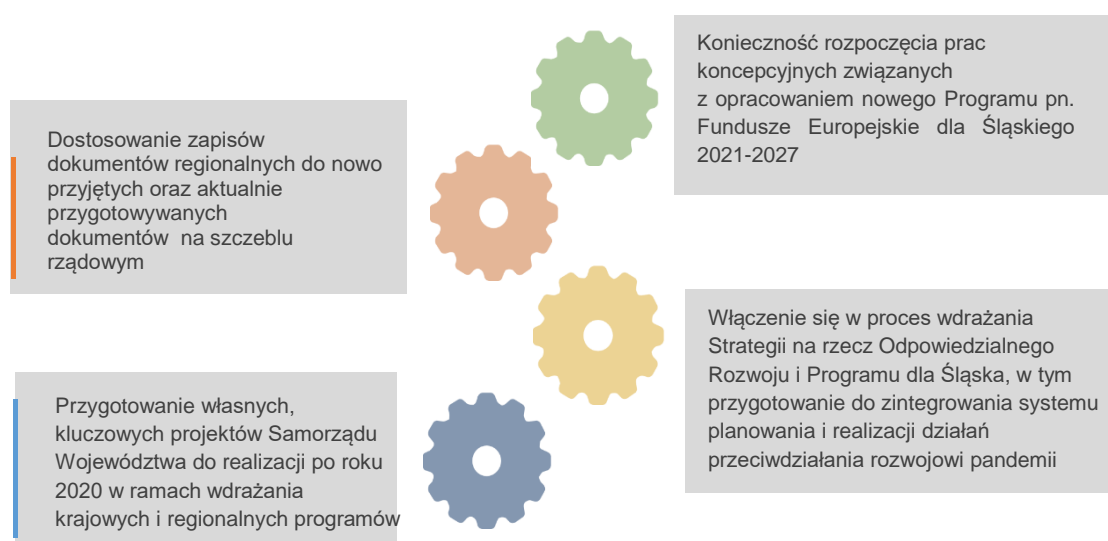 Konieczność rozpoczęcia prac
koncepcyjnych związanych
z opracowaniem nowego Programu pn.
Fundusze Europejskie dla Śląskiego
2021-2027
Dostosowanie zapisów
dokumentów regionalnych do nowo
przyjętych oraz aktualnie
przygotowywanych
dokumentów na szczeblu
rządowym
Włączenie się w proces wdrażania
Strategii na rzecz Odpowiedzialnego
Rozwoju i Programu dla Śląska, w tym
przygotowanie do zintegrowania systemu
planowania i realizacji działań
przeciwdziałania rozwojowi pandemii
Przygotowanie własnych,
kluczowych projektów Samorządu
Województwa do realizacji po roku
2020 w ramach wdrażania
krajowych i regionalnych programów